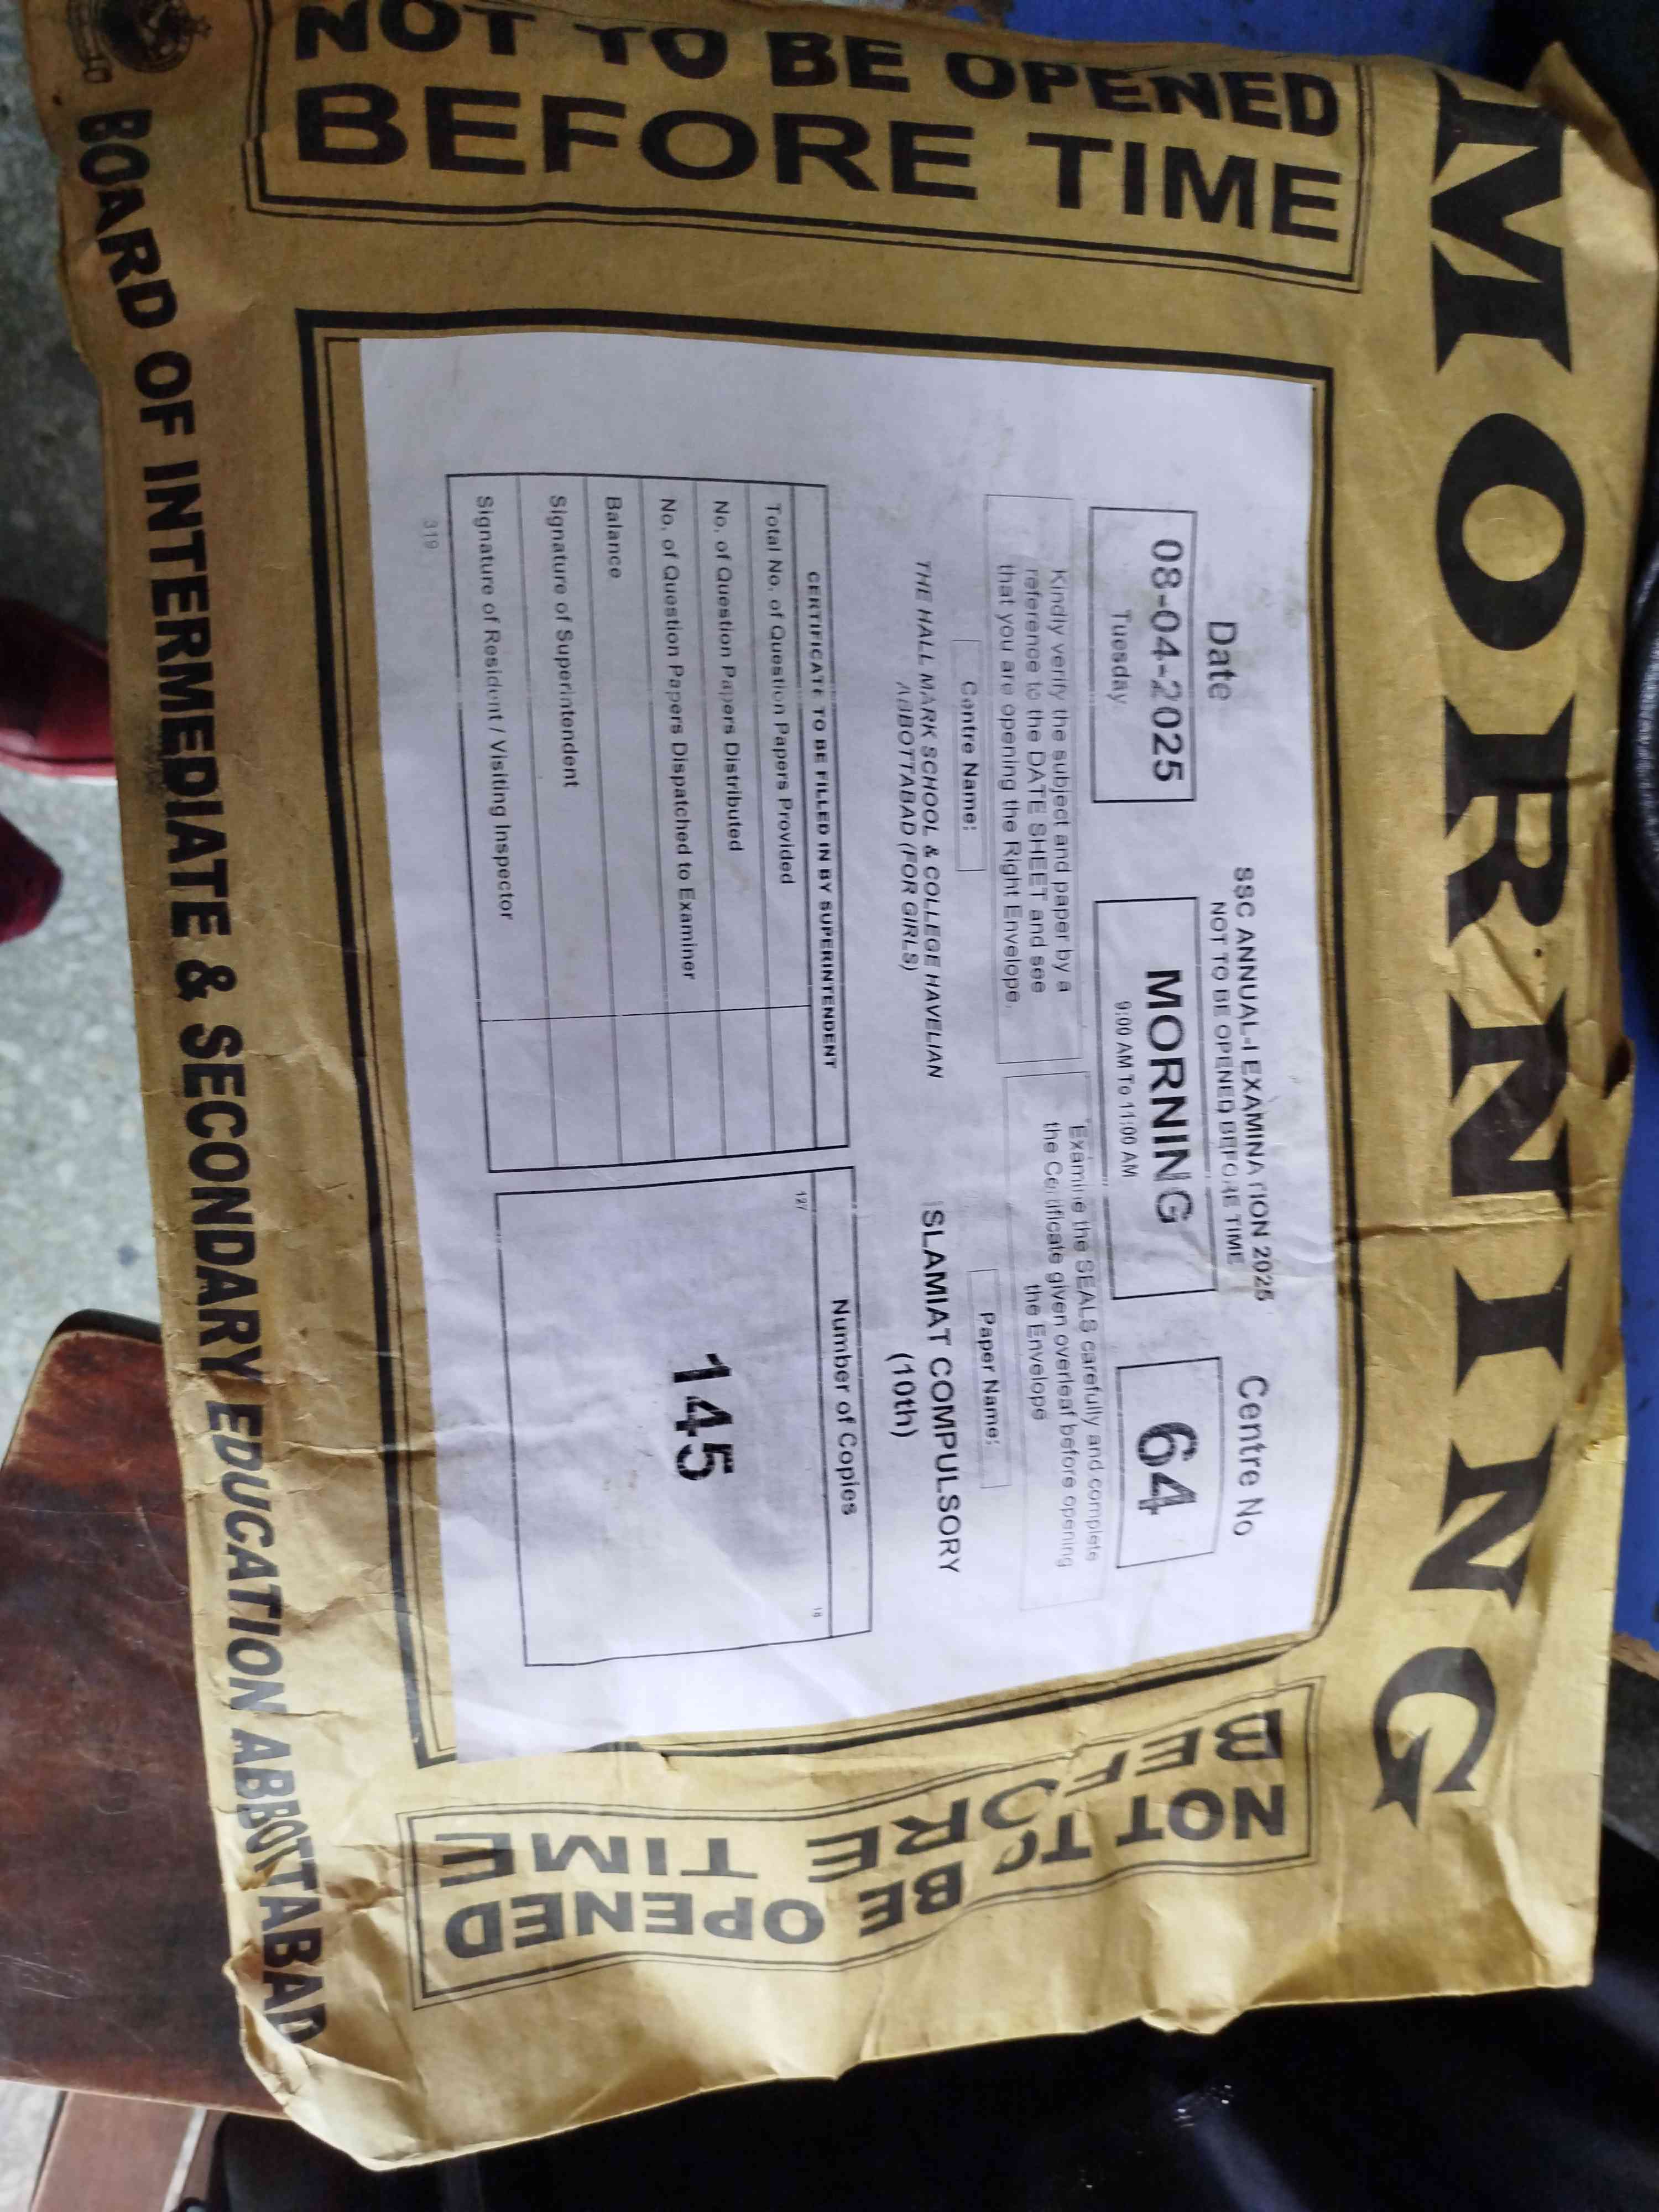 MORNING
NOT TO BE OPENED
BEFORE TIME
SSC ANNUAL-I EXAMINATION 2025
NOT TO BE OPENED BEFORE TIME
Date
Centre No
08-04-2025
Tuesday
MORNING
9:00 AM To 11:00 AM
64
Kindly verify the subject and paper by a
reference to the DATE SHEET and see
that you are opening the Right Envelope.
Examine the SEALS carefully and complete
the Certificate given overleaf before opening
the Envelope
Centre Name:
Paper Name:
THE HALL MARK SCHOOL & COLLEGE HAVELIAN
ABBOTTABAD (FOR GIRLS)
ISLAMIAT COMPULSORY
(10th)
CERTIFICATE TO BE FILLED IN BY SUPERINTENDENT
Total No. of Question Papers Provided
No. of Question Papers Distributed
No. of Question Papers Dispatched to Examiner
Balance
Signature of Superintendent
Signature of Resident / Visiting Inspector
319
Number of Copies
127
18
145
NOT TO BE OPENED
BEFORE TIME
BOARD OF INTERMEDIATE & SECONDARY EDUCATION ABBOTTABAD